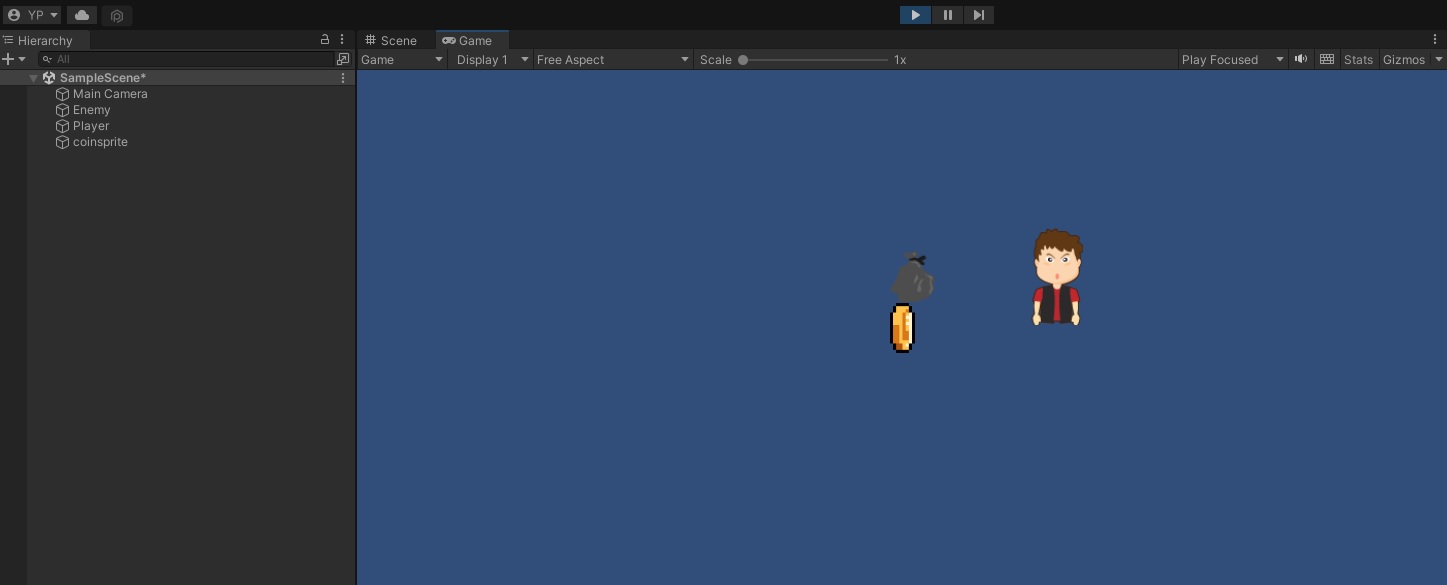 YP
Hierarchy
Scene
Game
All
Game
Display 1
Free Aspect
Scale
1x
Play Focused
Stats
Gizmos
SampleScene*
Main Camera
Enemy
Player
coinsprite